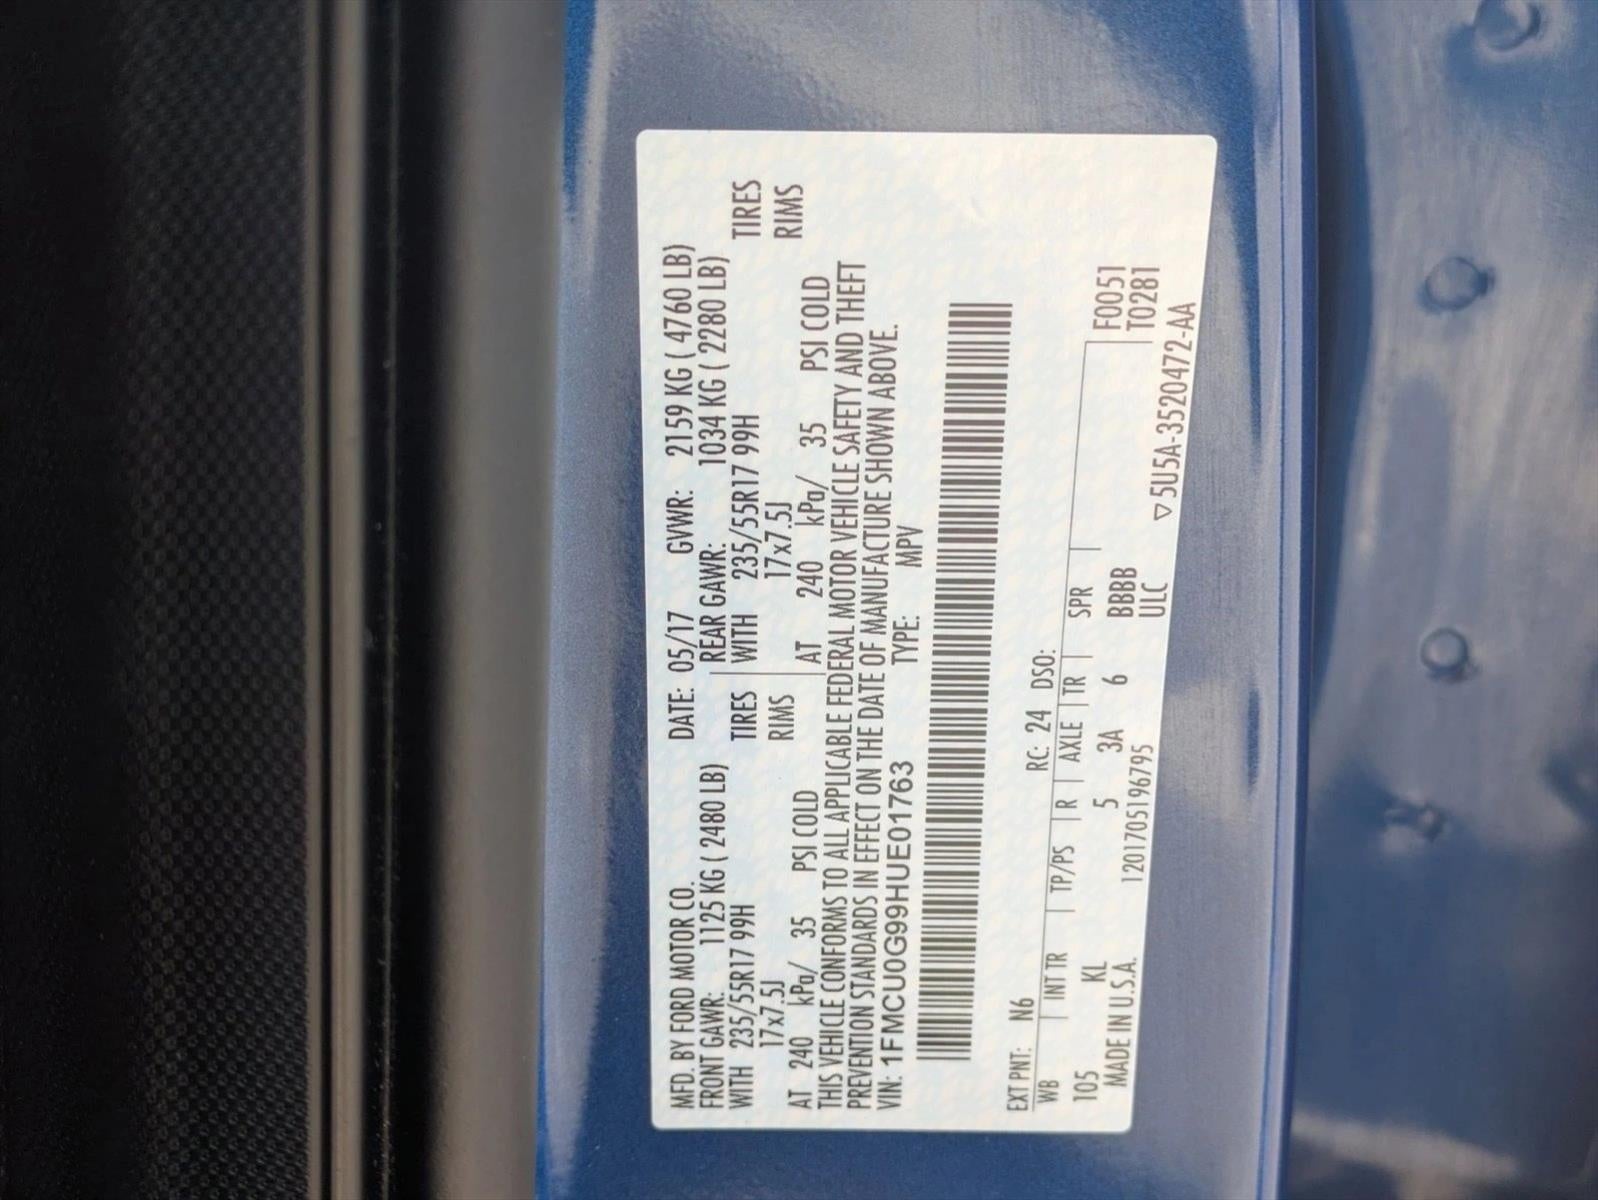 MFD. BY FORD MOTOR CO. DATE: 05/17 GVWR: 2159 KG ( 4760 LB)
FRONT GAWR: 1125 KG ( 2480 LB) REAR GAWR: 1034 KG ( 2280 LB)
WITH 235/55R17 99H TIRES WITH 235/55R17 99H TIRES
17x7.5J RIMS 17x7.5J RIMS
AT 240 kPa/ 35 PSI COLD AT 240 kPa/ 35 PSI COLD
THIS VEHICLE CONFORMS TO ALL APPLICABLE FEDERAL MOTOR VEHICLE SAFETY AND THEFT
PREVENTION STANDARDS IN EFFECT ON THE DATE OF MANUFACTURE SHOWN ABOVE.
VIN: 1FMCU0G99HUE01763 TYPE: MPV
EXT PNT: N6 RC: 24 DSO:
WB | INT TR | TP/PS | R | AXLE | TR | SPR F0051
105 KL 5 3A 6 BBBB T0281
MADE IN U.S.A. 1201705196795 ULC
▽5U5A-3520472-AA